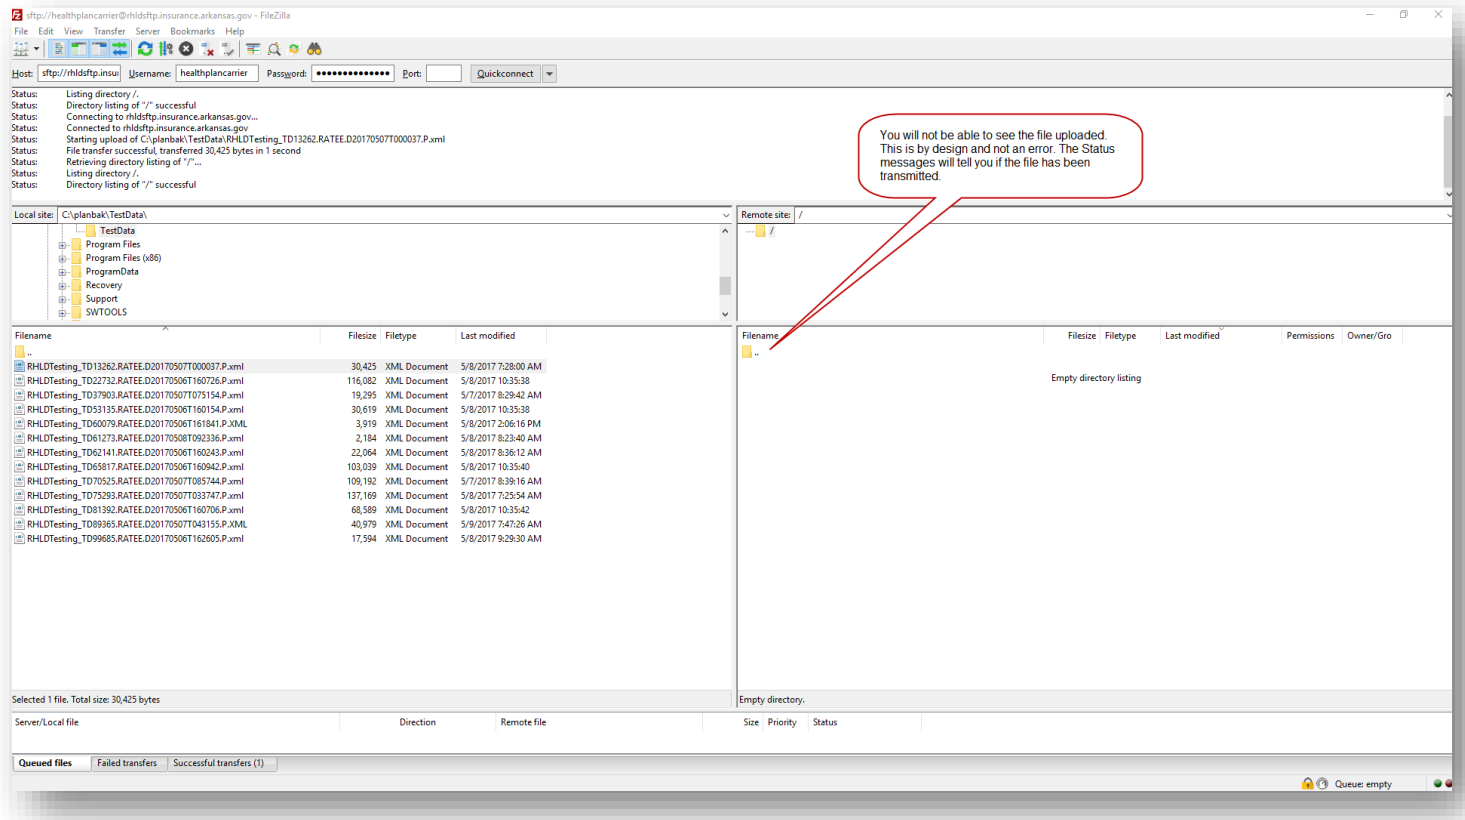 sftp://healthplancarrier@rhldsftp.insurance.arkansas.gov - FileZilla
File Edit View Transfer Server Bookmarks Help
Host: sftp://rhldsftp.insur Username: healthplancarrier Password: ●●●●●●●●●●●●●● Port: Quickconnect
Status: Listing directory /.
Status: Directory listing of "/" successful
Status: Connecting to rhldsftp.insurance.arkansas.gov...
Status: Connected to rhldsftp.insurance.arkansas.gov
Status: Starting upload of C:\planbak\TestData\RHLDTesting_TD13262.RATEE.D20170507T000037.P.xml
Status: File transfer successful, transferred 30,425 bytes in 1 second
Status: Retrieving directory listing of "/"...
Status: Listing directory /.
Status: Directory listing of "/" successful
You will not be able to see the file uploaded.
This is by design and not an error. The Status
messages will tell you if the file has been
transmitted.
Local site: C:\planbak\TestData\
TestData
Program Files
Program Files (x86)
ProgramData
Recovery
Support
SWTOOLS
Remote site: /
/
Filename Filesize Filetype Last modified
..
RHLDTesting_TD13262.RATEE.D20170507T000037.P.xml 30,425 XML Document 5/8/2017 7:28:00 AM
RHLDTesting_TD22732.RATEE.D20170506T160726.P.xml 116,082 XML Document 5/8/2017 10:35:38
RHLDTesting_TD37903.RATEE.D20170507T075154.P.xml 19,295 XML Document 5/7/2017 8:29:42 AM
RHLDTesting_TD53135.RATEE.D20170506T160154.P.xml 30,619 XML Document 5/8/2017 10:35:38
RHLDTesting_TD60079.RATEE.D20170506T161841.P.XML 3,919 XML Document 5/8/2017 2:06:16 PM
RHLDTesting_TD61273.RATEE.D20170508T092336.P.xml 2,184 XML Document 5/8/2017 8:23:40 AM
RHLDTesting_TD62141.RATEE.D20170506T160243.P.xml 22,064 XML Document 5/8/2017 8:36:12 AM
RHLDTesting_TD65817.RATEE.D20170506T160942.P.xml 103,039 XML Document 5/8/2017 10:35:40
RHLDTesting_TD70525.RATEE.D20170507T085744.P.xml 109,192 XML Document 5/7/2017 8:39:16 AM
RHLDTesting_TD75293.RATEE.D20170507T033747.P.xml 137,169 XML Document 5/8/2017 7:25:54 AM
RHLDTesting_TD81392.RATEE.D20170506T160706.P.xml 68,589 XML Document 5/8/2017 10:35:42
RHLDTesting_TD89365.RATEE.D20170507T043155.P.XML 40,979 XML Document 5/9/2017 7:47:26 AM
RHLDTesting_TD99685.RATEE.D20170506T162605.P.xml 17,594 XML Document 5/8/2017 9:29:30 AM
Selected 1 file. Total size: 30,425 bytes
Filename Filesize Filetype Last modified Permissions Owner/Gro
..
Empty directory listing
Empty directory.
Server/Local file Direction Remote file Size Priority Status
Queued files Failed transfers Successful transfers (1)
Queue: empty